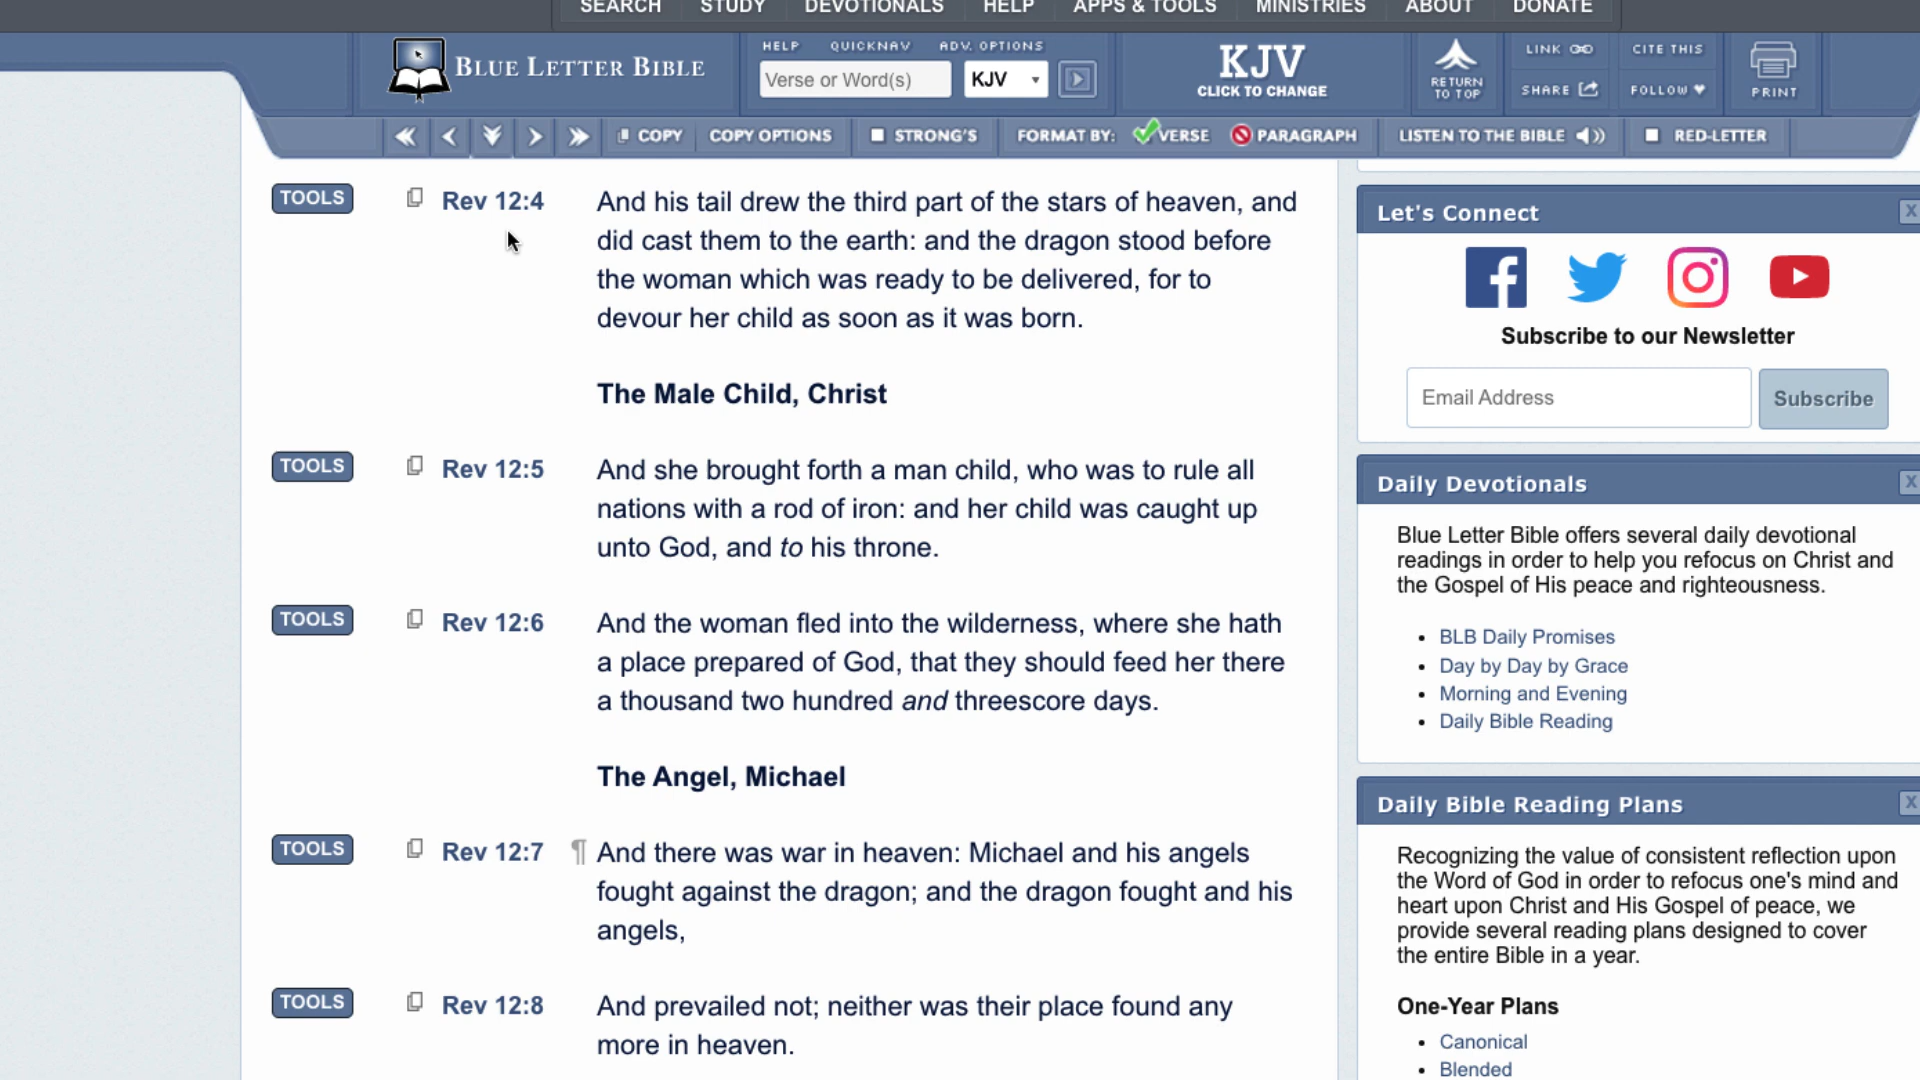 SEARCH STUDY DEVOTIONALS HELP APPS & TOOLS MINISTRIES ABOUT DONATE
BLUE LETTER BIBLE
HELP QUICKNAV ADV. OPTIONS
Verse or Word(s) KJV
KJV
CLICK TO CHANGE
RETURN
TO TOP
LINK
SHARE
CITE THIS
FOLLOW
PRINT
COPY COPY OPTIONS STRONG'S FORMAT BY: VERSE PARAGRAPH LISTEN TO THE BIBLE RED-LETTER
TOOLS Rev 12:4 And his tail drew the third part of the stars of heaven, and
did cast them to the earth: and the dragon stood before
the woman which was ready to be delivered, for to
devour her child as soon as it was born.
The Male Child, Christ
TOOLS Rev 12:5 And she brought forth a man child, who was to rule all
nations with a rod of iron: and her child was caught up
unto God, and to his throne.
TOOLS Rev 12:6 And the woman fled into the wilderness, where she hath
a place prepared of God, that they should feed her there
a thousand two hundred and threescore days.
The Angel, Michael
TOOLS Rev 12:7 ¶ And there was war in heaven: Michael and his angels
fought against the dragon; and the dragon fought and his
angels,
TOOLS Rev 12:8 And prevailed not; neither was their place found any
more in heaven.
Let's Connect X
Subscribe to our Newsletter
Email Address Subscribe
Daily Devotionals X
Blue Letter Bible offers several daily devotional
readings in order to help you refocus on Christ and
the Gospel of His peace and righteousness.
• BLB Daily Promises
• Day by Day by Grace
• Morning and Evening
• Daily Bible Reading
Daily Bible Reading Plans X
Recognizing the value of consistent reflection upon
the Word of God in order to refocus one's mind and
heart upon Christ and His Gospel of peace, we
provide several reading plans designed to cover
the entire Bible in a year.
One-Year Plans
• Canonical
• Blended